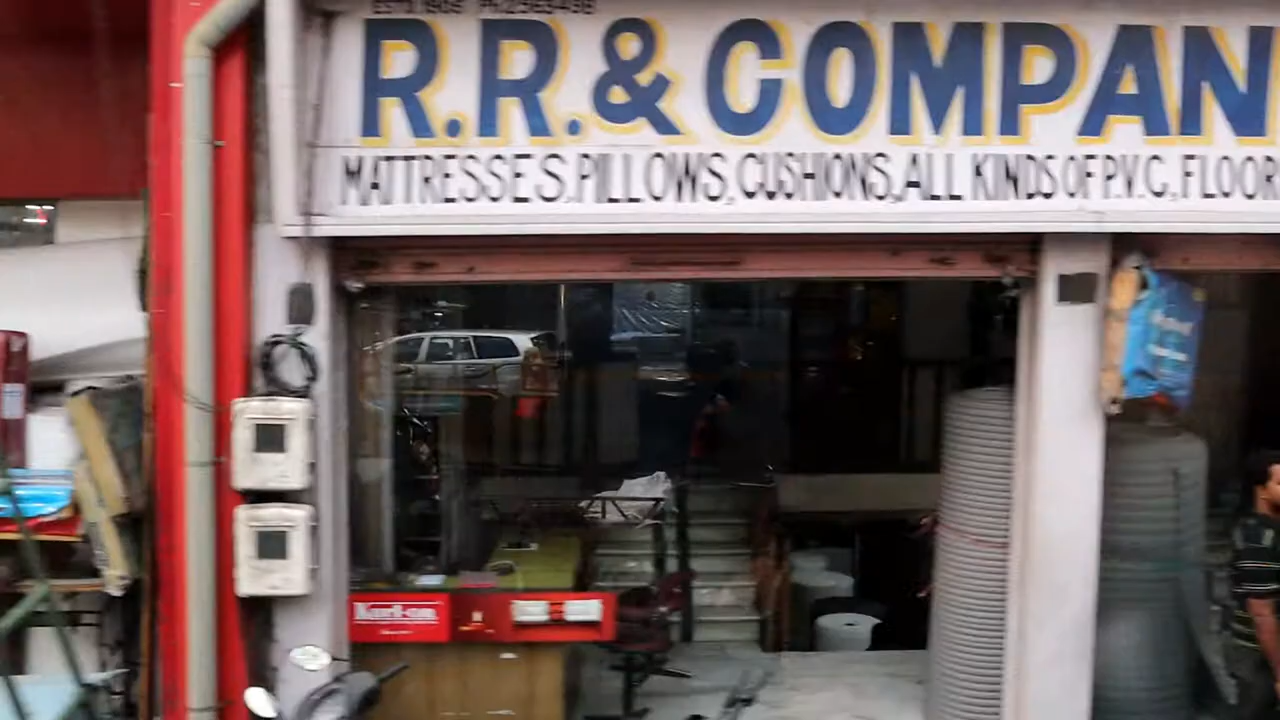 R.R.& COMPAN
MATTRESSES,PILLOWS,CUSHIONS,ALL KINDS OF P.V.C,FLOOR
Kurl-on